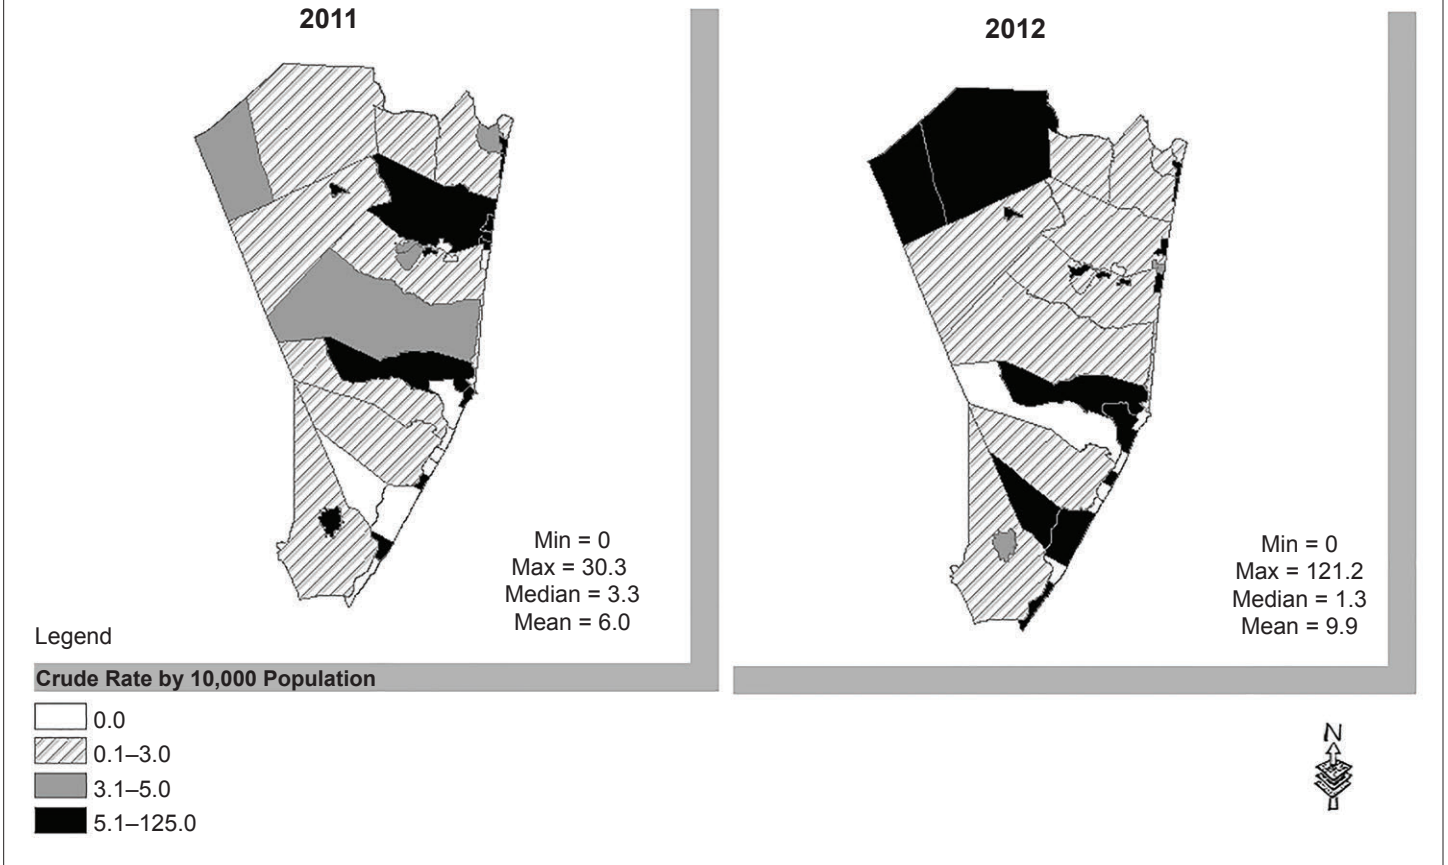 2011
2012
Min = 0
Max = 30.3
Median = 3.3
Mean = 6.0
Min = 0
Max = 121.2
Median = 1.3
Mean = 9.9
Legend
Crude Rate by 10,000 Population
0.0
0.1–3.0
3.1–5.0
5.1–125.0
N